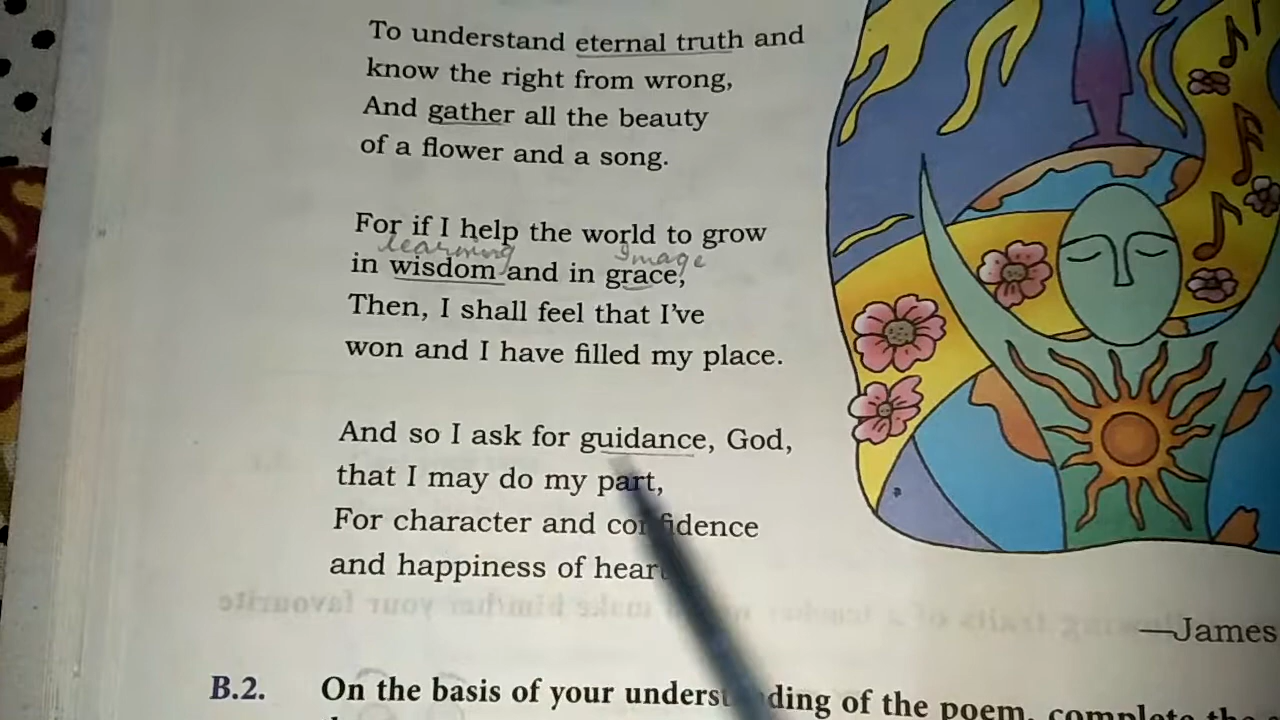 To understand eternal truth and
know the right from wrong,
And gather all the beauty
of a flower and a song.
For if I help the world to grow
learning Image
in wisdom and in grace,
Then, I shall feel that I've
won and I have filled my place.
And so I ask for guidance, God,
that I may do my part,
For character and confidence
and happiness of heart
—James
B.2. On the basis of your understanding of the poem, complete the